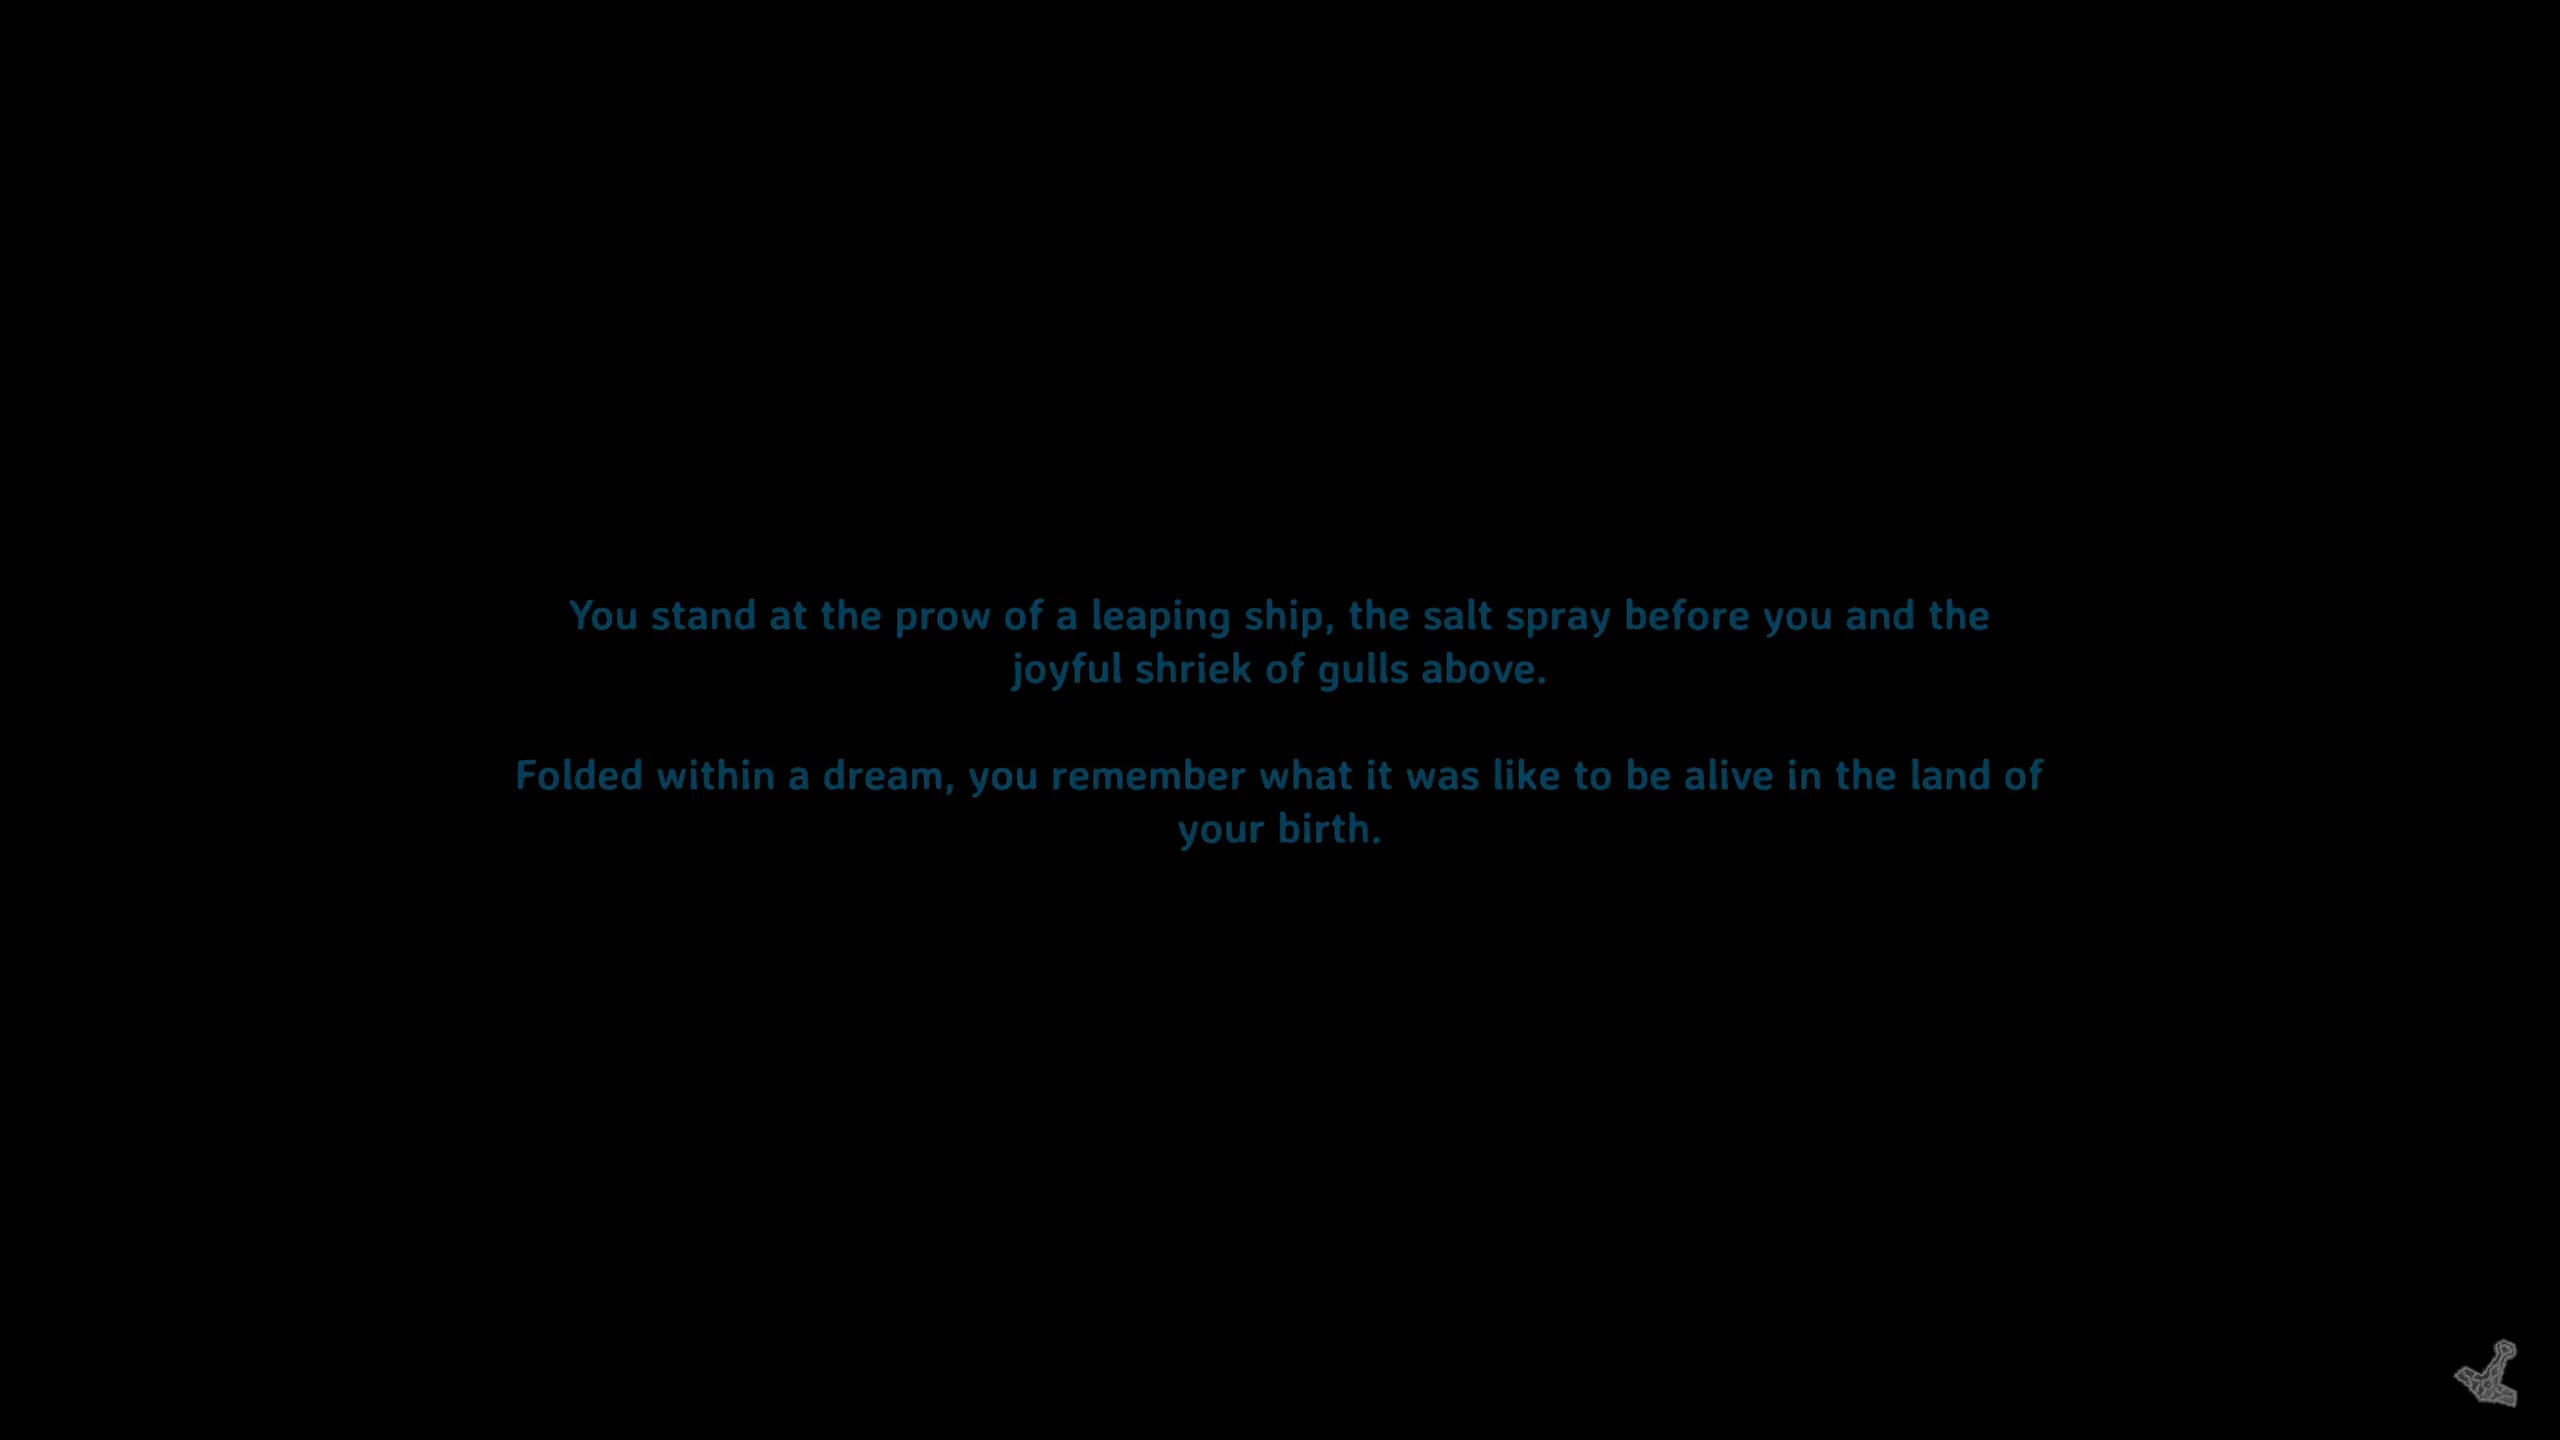 You stand at the prow of a leaping ship, the salt spray before you and the
joyful shriek of gulls above.
Folded within a dream, you remember what it was like to be alive in the land of
your birth.